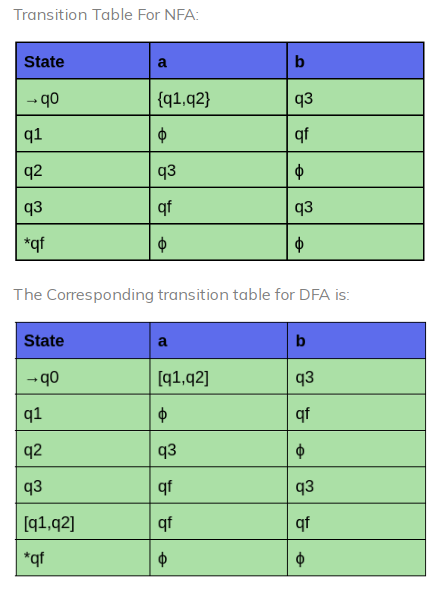 Transition Table For NFA:
State a b
→q0 {q1,q2} q3
q1 ϕ qf
q2 q3 ϕ
q3 qf q3
*qf ϕ ϕ
The Corresponding transition table for DFA is:
State a b
→q0 [q1,q2] q3
q1 ϕ qf
q2 q3 ϕ
q3 qf q3
[q1,q2] qf qf
*qf ϕ ϕ